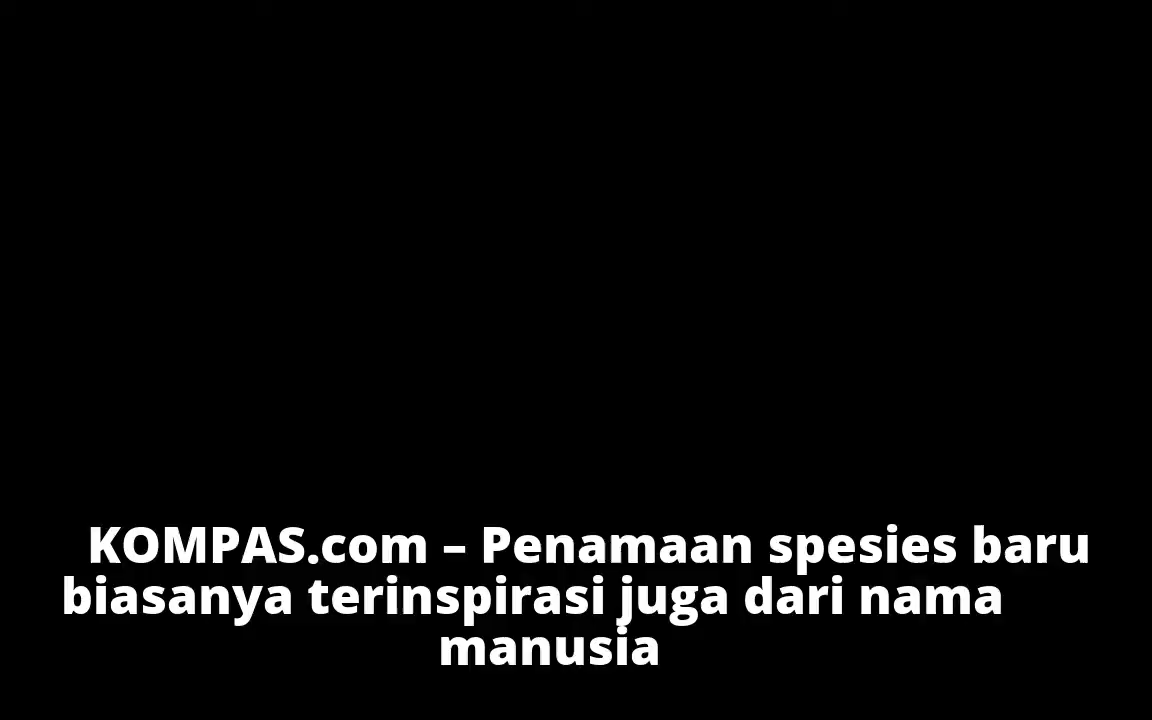 KOMPAS.com – Penamaan spesies baru
biasanya terinspirasi juga dari nama
manusia